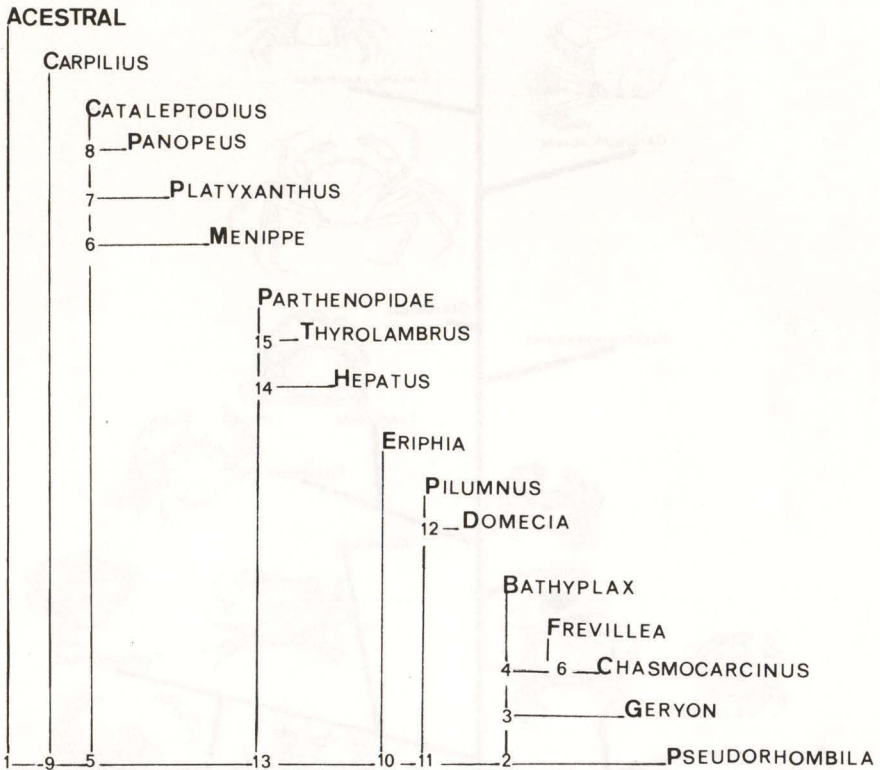 ACESTRAL
CARPILIUS
CATALEPTODIUS
8 PANOPEUS
7 PLATYXANTHUS
6 MENIPPE
PARTHENOPIDAE
15 THYROLAMBRUS
14 HEPATUS
ERIPHIA
PILUMNUS
12 DOMECIA
BATHYPLAX
FREVILLEA
4 6 CHASMOCARCINUS
3 GERYON
1 9 5 13 10 11 2 PSEUDORHOMBILA